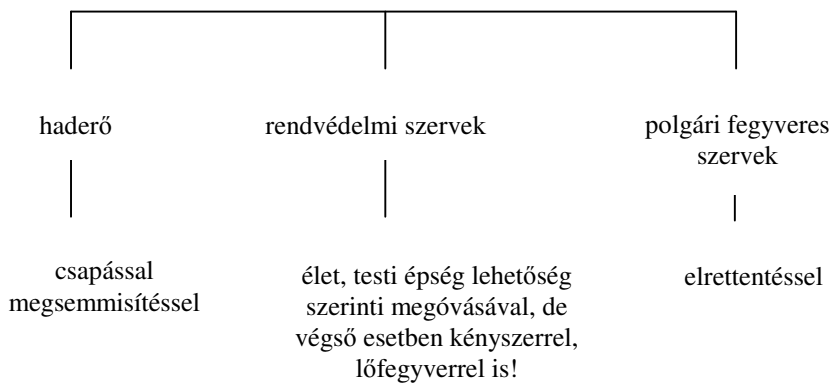 haderő
rendvédelmi szervek
polgári fegyveres
szervek
csapással
megsemmisítéssel
élet, testi épség lehetőség
szerinti megóvásával, de
végső esetben kényszerrel,
lőfegyverrel is!
elrettentéssel